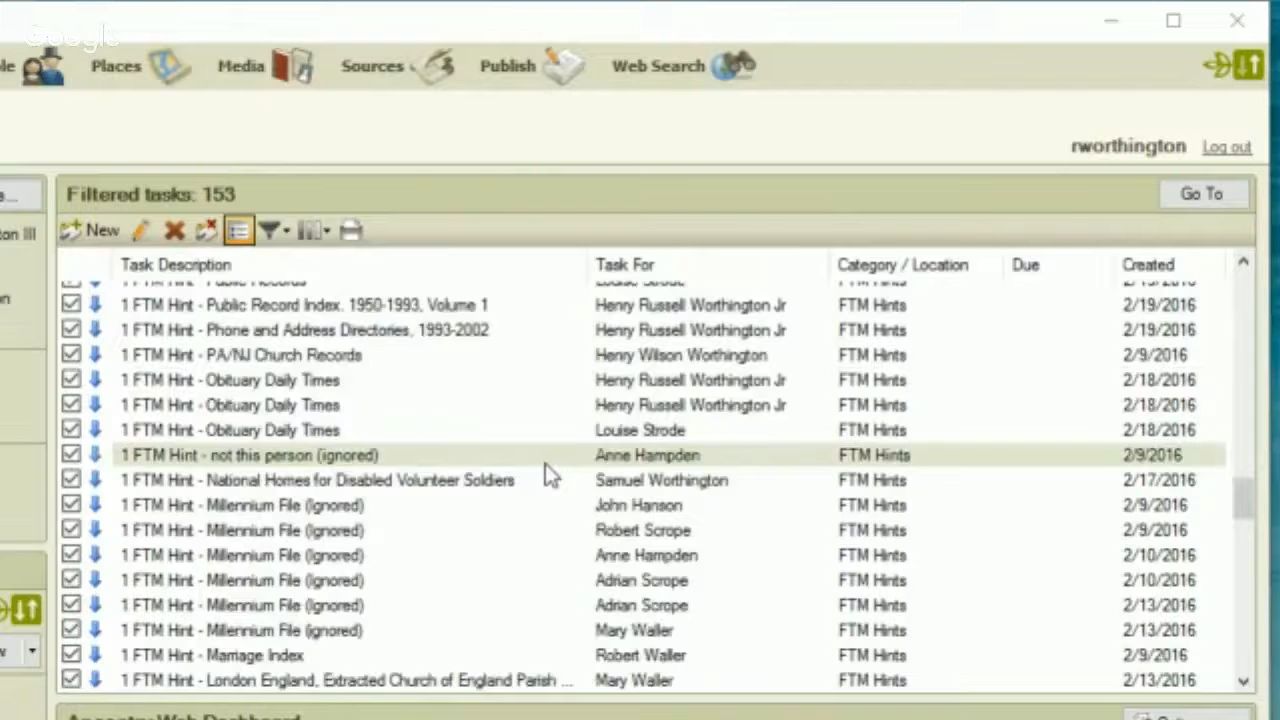 Google
Places Media Sources Publish Web Search
rworthington Log out
Filtered tasks: 153 Go To
New
Task Description Task For Category / Location Due Created
1 FTM Hint - Public Record Index, 1950-1993, Volume 1 Henry Russell Worthington Jr FTM Hints 2/19/2016
1 FTM Hint - Phone and Address Directories, 1993-2002 Henry Russell Worthington Jr FTM Hints 2/19/2016
1 FTM Hint - PA/NJ Church Records Henry Wilson Worthington FTM Hints 2/9/2016
1 FTM Hint - Obituary Daily Times Henry Russell Worthington Jr FTM Hints 2/18/2016
1 FTM Hint - Obituary Daily Times Henry Russell Worthington Jr FTM Hints 2/18/2016
1 FTM Hint - Obituary Daily Times Louise Strode FTM Hints 2/18/2016
1 FTM Hint - not this person (ignored) Anne Hampden FTM Hints 2/9/2016
1 FTM Hint - National Homes for Disabled Volunteer Soldiers Samuel Worthington FTM Hints 2/17/2016
1 FTM Hint - Millennium File (Ignored) John Hanson FTM Hints 2/9/2016
1 FTM Hint - Millennium File (Ignored) Robert Scrope FTM Hints 2/9/2016
1 FTM Hint - Millennium File (Ignored) Anne Hampden FTM Hints 2/10/2016
1 FTM Hint - Millennium File (Ignored) Adrian Scrope FTM Hints 2/10/2016
1 FTM Hint - Millennium File (Ignored) Adrian Scrope FTM Hints 2/13/2016
1 FTM Hint - Millennium File (Ignored) Mary Waller FTM Hints 2/13/2016
1 FTM Hint - Marriage Index Robert Waller FTM Hints 2/9/2016
1 FTM Hint - London England, Extracted Church of England Parish ... Mary Waller FTM Hints 2/13/2016
Ancestry Web Dashboard